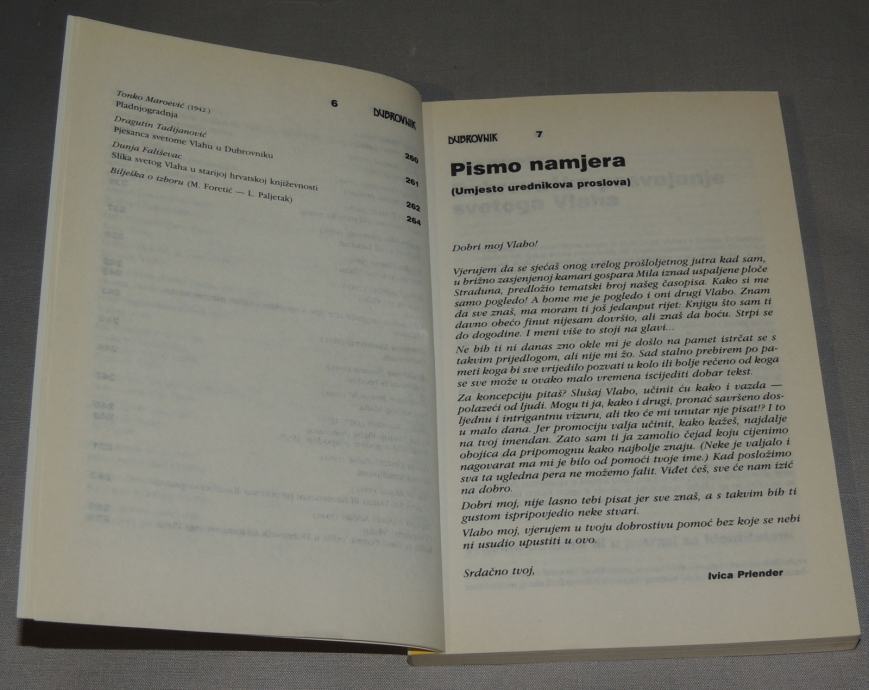 6
DUBROVNIK
Tonko Maroević (1942.)
Pladnjogradnja
260
Dragutin Tadijanović
Pjesanca svetome Vlahu u Dubrovniku
261
Dunja Fališevac
Slika svetog Vlaha u starijoj hrvatskoj književnosti
262
Bilješka o izboru (M. Foretić — L. Paljetak)
264
DUBROVNIK 7
Pismo namjera
(Umjesto urednikova proslova)
Dobri moj Vlaho!
Vjerujem da se sjećaš onog vrelog prošloljetnog jutra kad sam,
u brižno zasjenjenoj kamari gospara Mila iznad uspaljene ploče
Straduna, predložio tematski broj našeg časopisa. Kako si me
samo pogledo! A bome me je pogledo i oni drugi Vlaho. Znam
da sve znaš, ma moram ti još jedanput rijet: Knjigu što sam ti
davno obećo finut nijesam dovršio, ali znaš da hoću. Strpi se
do dogodine. I meni više to stoji na glavi...
Ne bih ti ni danas zno okle mi je došlo na pamet istrčat se s
takvim prijedlogom, ali nije mi žo. Sad stalno prebirem po pa-
meti koga bi sve vrijedilo pozvati u kolo ili bolje rečeno od koga
se sve može u ovako malo vremena iscijediti dobar tekst.
Za koncepciju pitaš? Slušaj Vlaho, učinit ću kako i vazda —
polazeći od ljudi. Mogu ti ja, kako i drugi, pronać savršeno dos-
ljednu i intrigantnu vizuru, ali tko će mi unutar nje pisat!? I to
u malo dana. Jer promociju valja učinit, kako kažeš, najdalje
na tvoj imendan. Zato sam ti ja zamolio čejad koju cijenimo
obojica da pripomognu kako najbolje znaju. (Neke je valjalo i
nagovarat ma mi je bilo od pomoći tvoje ime.) Kad posložimo
sva ta ugledna pera ne možemo falit. Viđet ćeš, sve će nam izić
na dobro.
Dobri moj, nije lasno tebi pisat jer sve znaš, a s takvim bih ti
gustom ispripovjedio neke stvari.
Vlaho moj, vjerujem u tvoju dobrostivu pomoć bez koje se nebi
ni usudio upustiti u ovo.
Srdačno tvoj,
Ivica Prlender